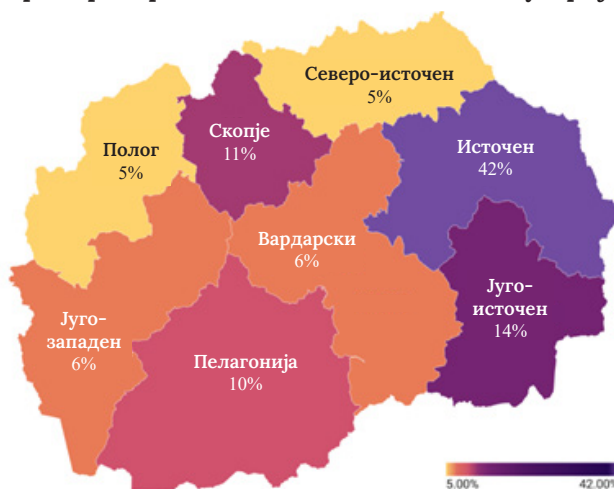 Северо-источен
5%
Скопје
11%
Источен
42%
Полог
5%
Вардарски
6%
Југо-
источен
14%
Југо-
западен
6%
Пелагонија
10%
5.00% 42.00%